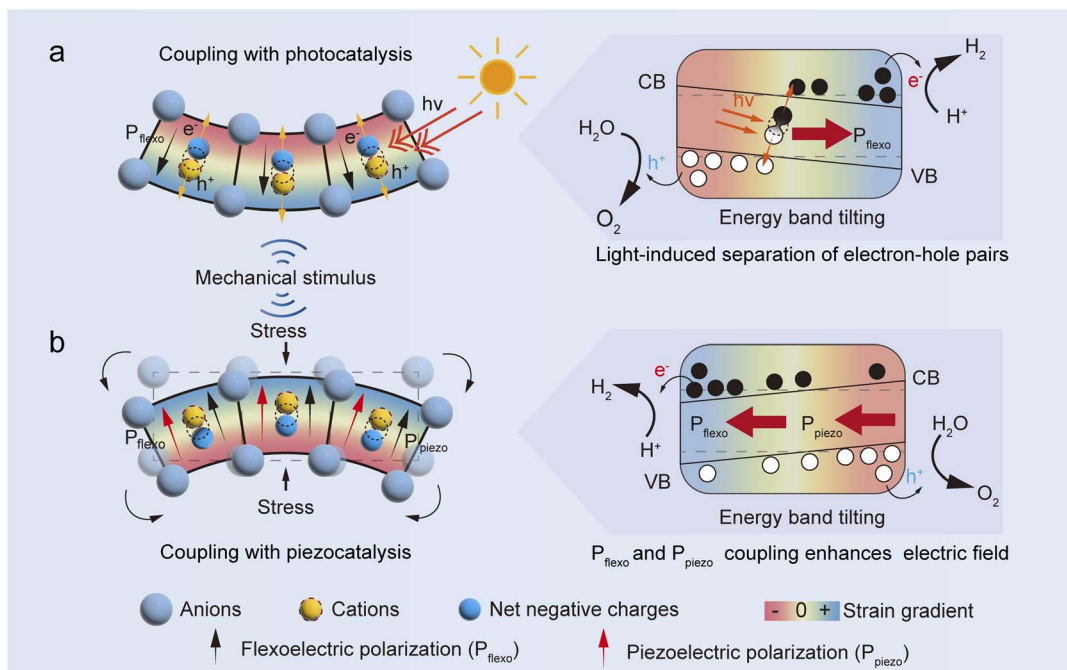 a
Coupling with photocatalysis
hν
P_flexo
e⁻
e⁻
h⁺
h⁺
Mechanical stimulus
CB
hν
P_flexo
VB
H₂O
h⁺
O₂
e⁻
H₂
H⁺
Energy band tilting
Light-induced separation of electron-hole pairs
b
Stress
P_flexo
P_piezo
Stress
Coupling with piezocatalysis
e⁻
H₂
H⁺
CB
P_flexo
P_piezo
VB
H₂O
h⁺
O₂
Energy band tilting
P_flexo and P_piezo coupling enhances electric field
Anions
Cations
Net negative charges
- 0 + Strain gradient
Flexoelectric polarization (P_flexo)
Piezoelectric polarization (P_piezo)